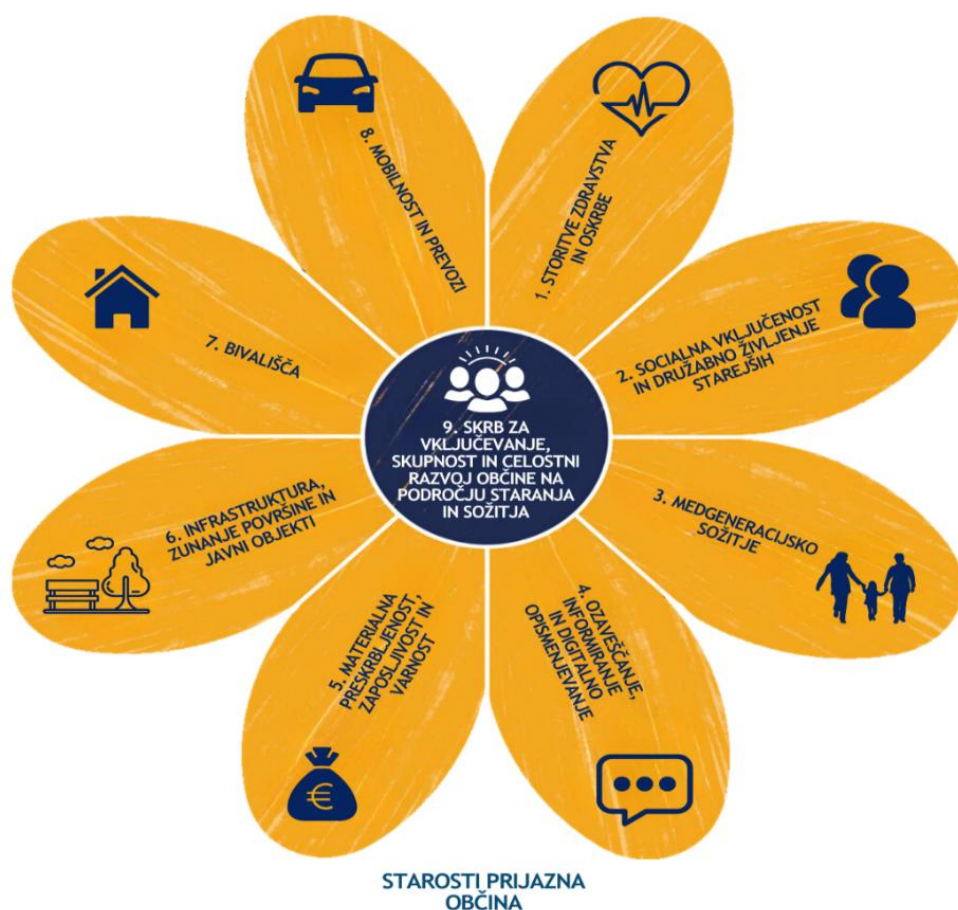 1. STORITVE ZDRAVSTVA
IN OSKRBE
2. SOCIALNA VKLJUČENOST
IN DRUŽABNO ŽIVLJENJE
STAREJŠIH
3. MEDGENERACIJSKO
SOŽITJE
4. OZAVEŠČANJE,
INFORMIRANJE
IN DIGITALNO
OPISMENJEVANJE
5. MATERIALNA
PRESKRBLJENOST,
ZAPOSLJIVOST IN
VARNOST
6. INFRASTRUKTURA,
ZUNANJE POVRŠINE IN
JAVNI OBJEKTI
7. BIVALIŠČA
8. MOBILNOST IN PREVOZI
9. SKRB ZA
VKLJUČEVANJE,
SKUPNOST IN CELOSTNI
RAZVOJ OBČINE NA
PODROČJU STARANJA
IN SOŽITJA
€
STAROSTI PRIJAZNA
OBČINA